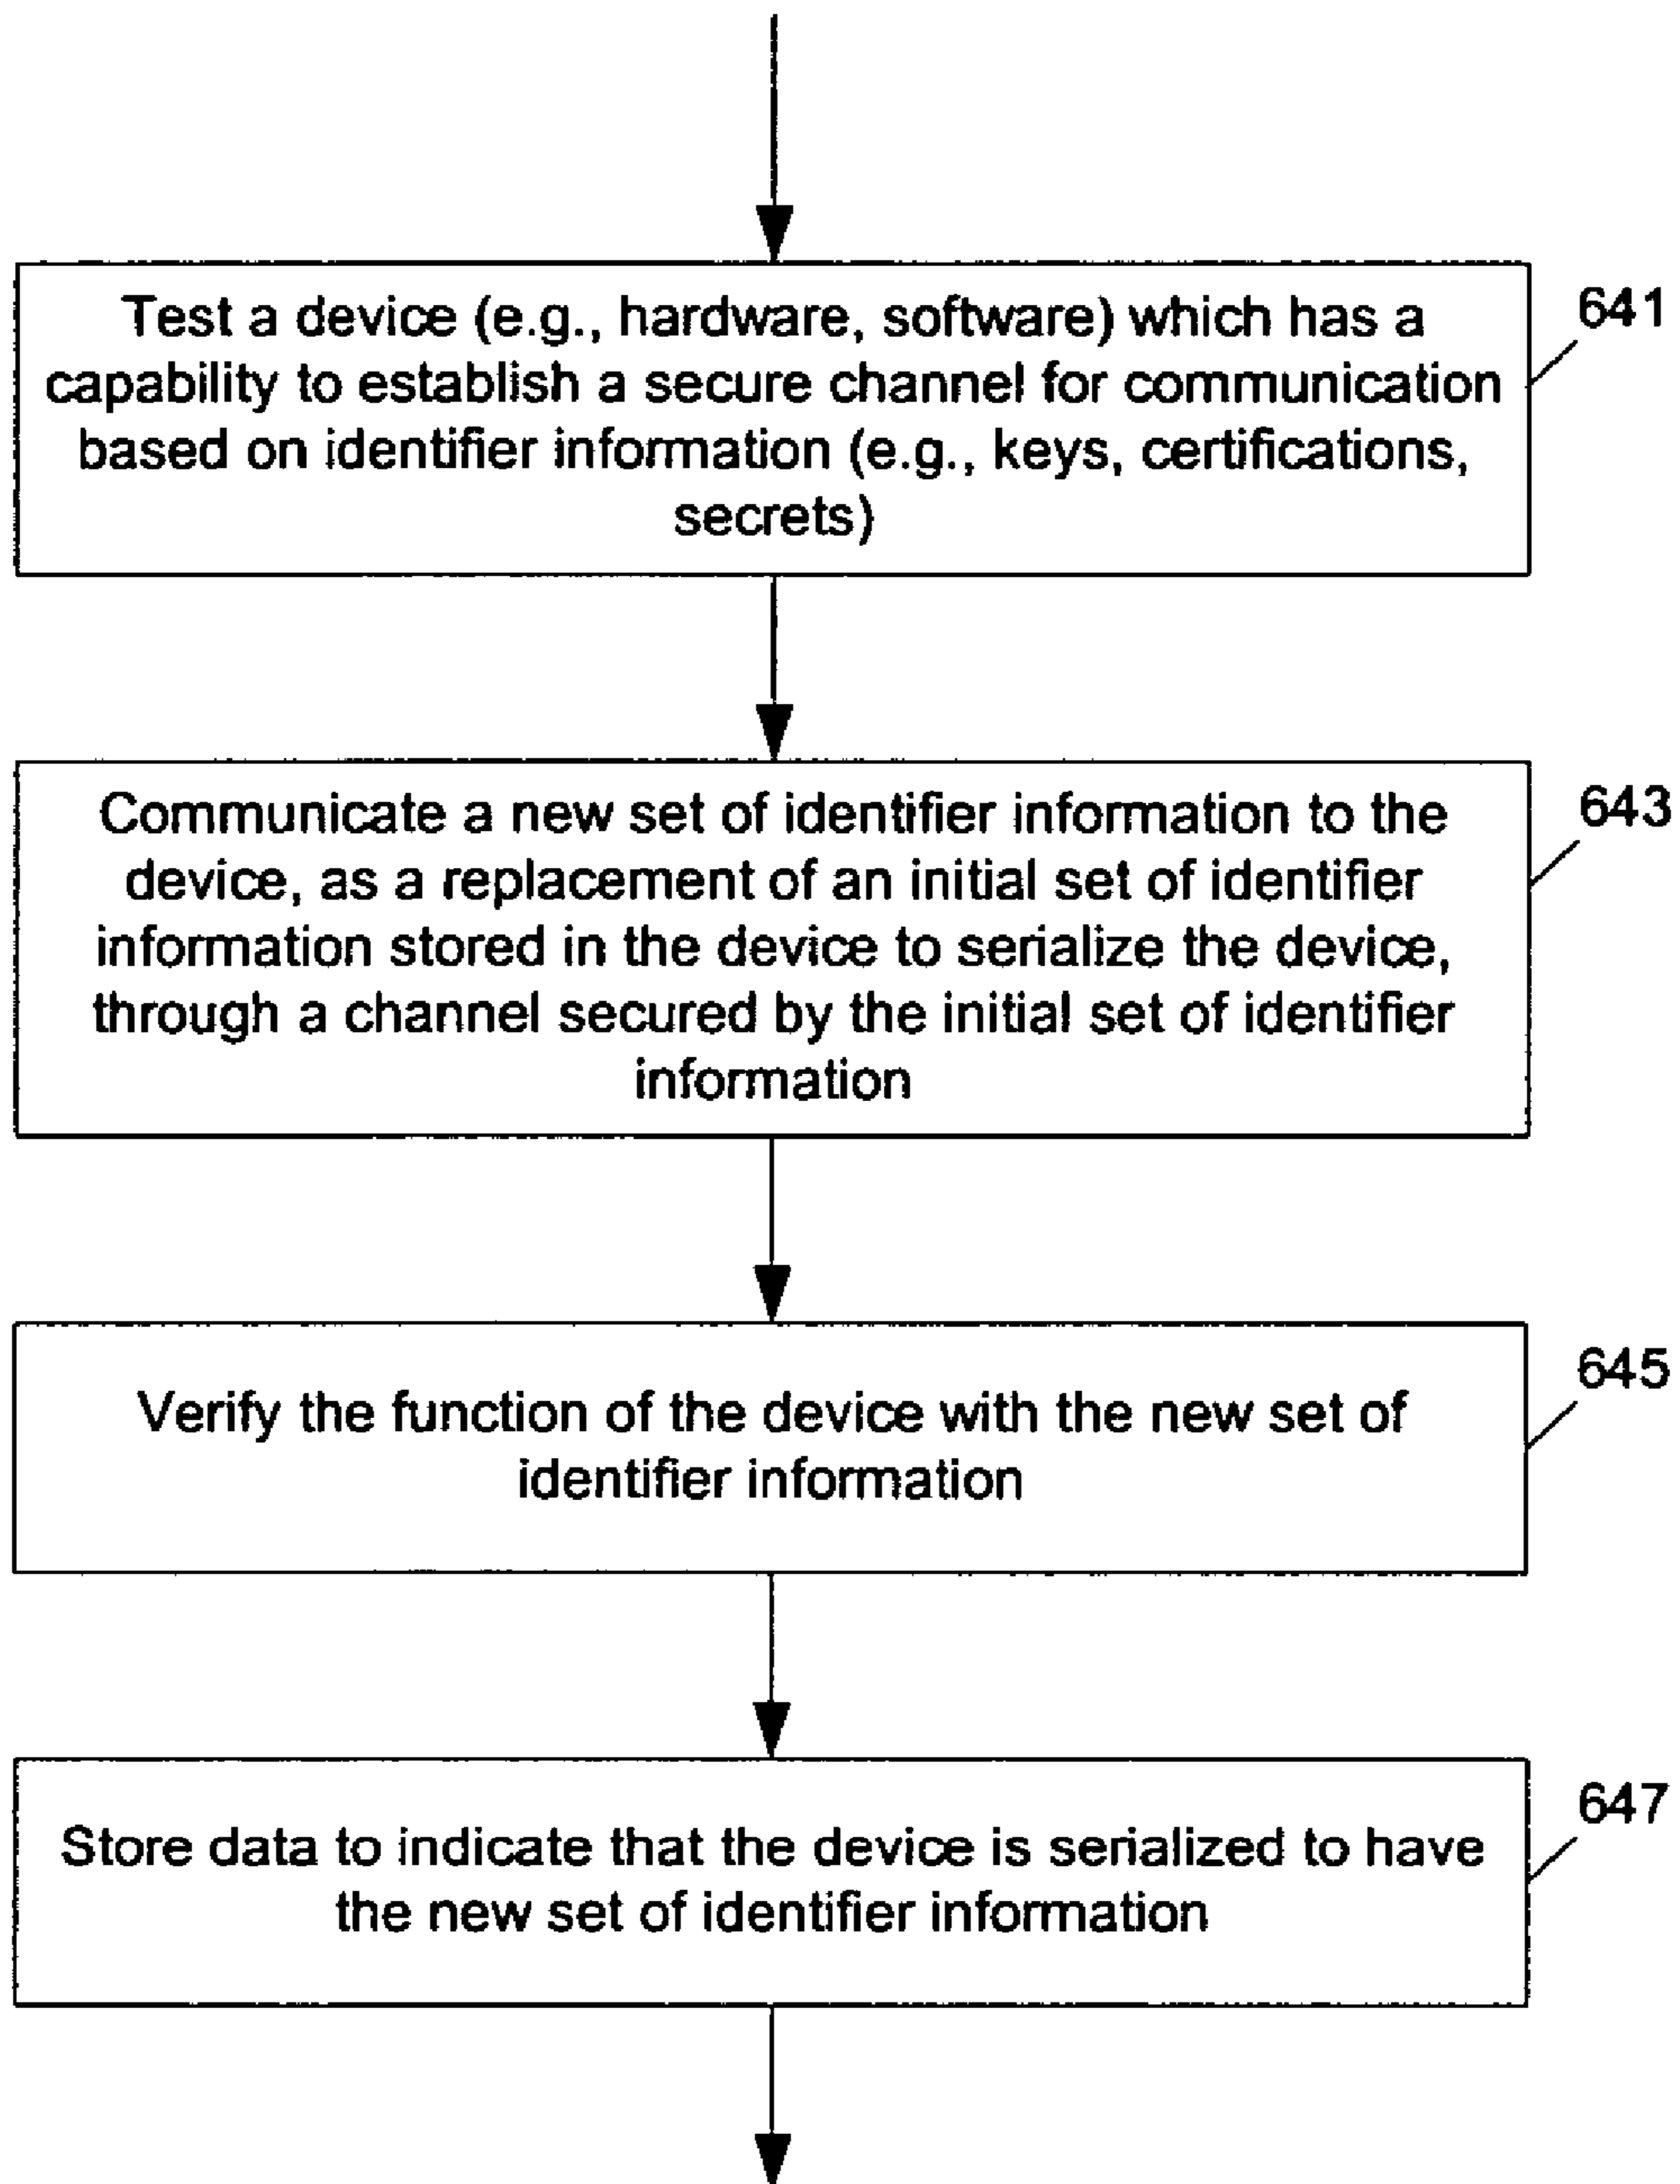 Test a device (e.g., hardware, software) which has a
capability to establish a secure channel for communication
based on identifier information (e.g., keys, certifications,
secrets)
641
Communicate a new set of identifier information to the
device, as a replacement of an initial set of identifier
information stored in the device to serialize the device,
through a channel secured by the initial set of identifier
information
643
Verify the function of the device with the new set of
identifier information
645
Store data to indicate that the device is serialized to have
the new set of identifier information
647